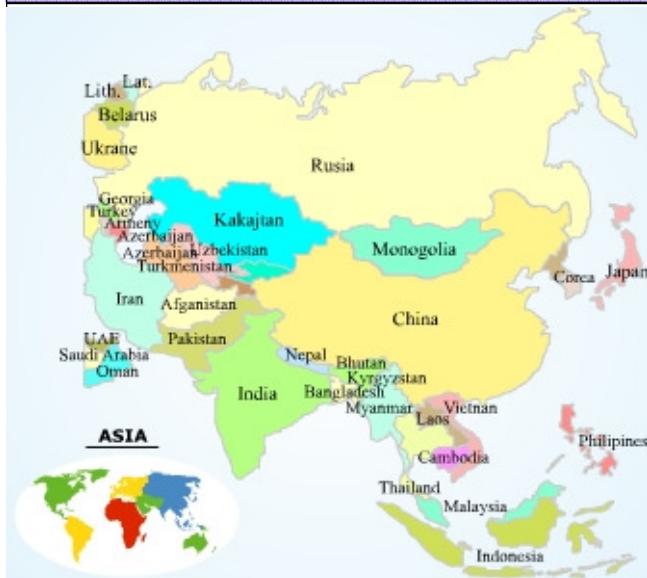 Lat.
Lith.
Belarus
Ukrane
Rusia
Georgia
Turkey
Armeny
Kakajtan
Azerbaijan
Azerbaijan
Uzbekistan
Monogolia
Turkmenistan
Corea
Japan
Iran
Afganistan
China
UAE
Pakistan
Saudi Arabia
Oman
Nepal
Bhutan
Kyrgyzstan
India
Bangladesh
Myanmar
Vietnan
Laos
ASIA
Philipines
Cambodia
Thailand
Malaysia
Indonesia